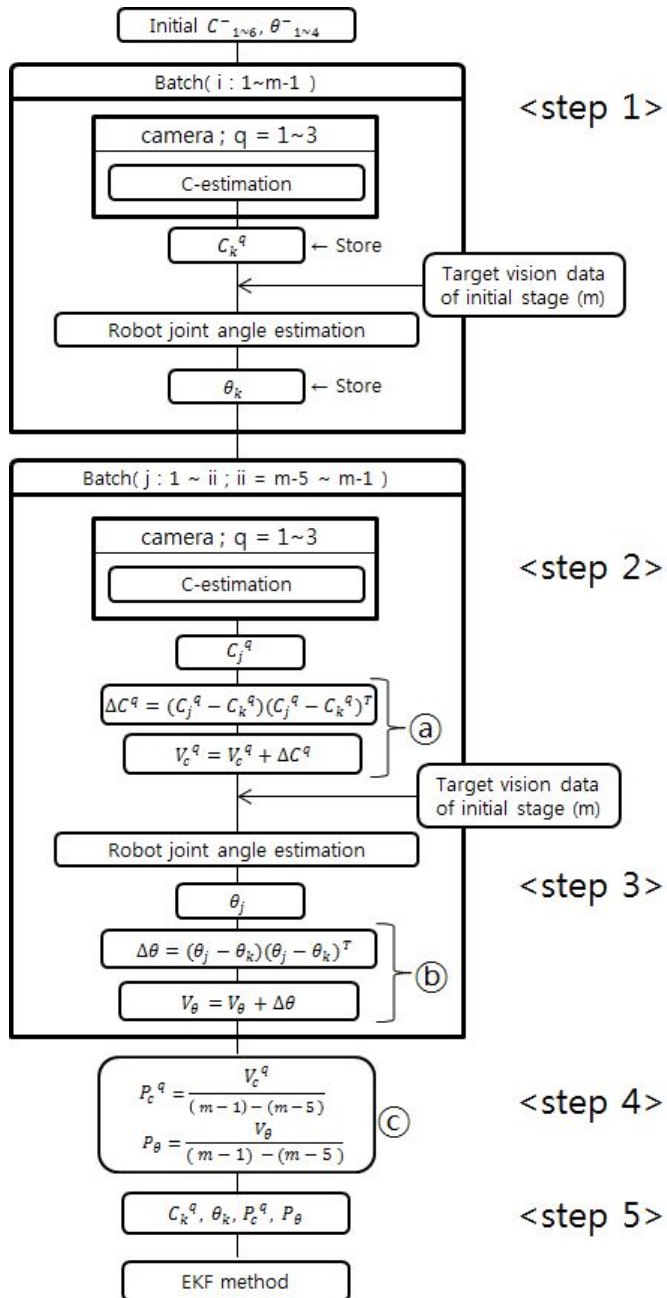 Initial C⁻₁~₆, θ⁻₁~₄
Batch( i : 1~m-1 )
<step 1>
camera ; q = 1~3
C-estimation
Cₖ^q
← Store
Target vision data
of initial stage (m)
Robot joint angle estimation
θₖ
← Store
Batch( j : 1 ~ ii ; ii = m-5 ~ m-1 )
camera ; q = 1~3
<step 2>
C-estimation
Cⱼ^q
ΔC^q = (Cⱼ^q − Cₖ^q)(Cⱼ^q − Cₖ^q)^T
ⓐ
V_c^q = V_c^q + ΔC^q
Target vision data
of initial stage (m)
Robot joint angle estimation
<step 3>
θⱼ
Δθ = (θⱼ − θₖ)(θⱼ − θₖ)^T
ⓑ
V_θ = V_θ + Δθ
P_c^q = V_c^q / ((m − 1) − (m − 5))
ⓒ
<step 4>
P_θ = V_θ / ((m − 1) − (m − 5))
Cₖ^q, θₖ, P_c^q, P_θ
<step 5>
EKF method